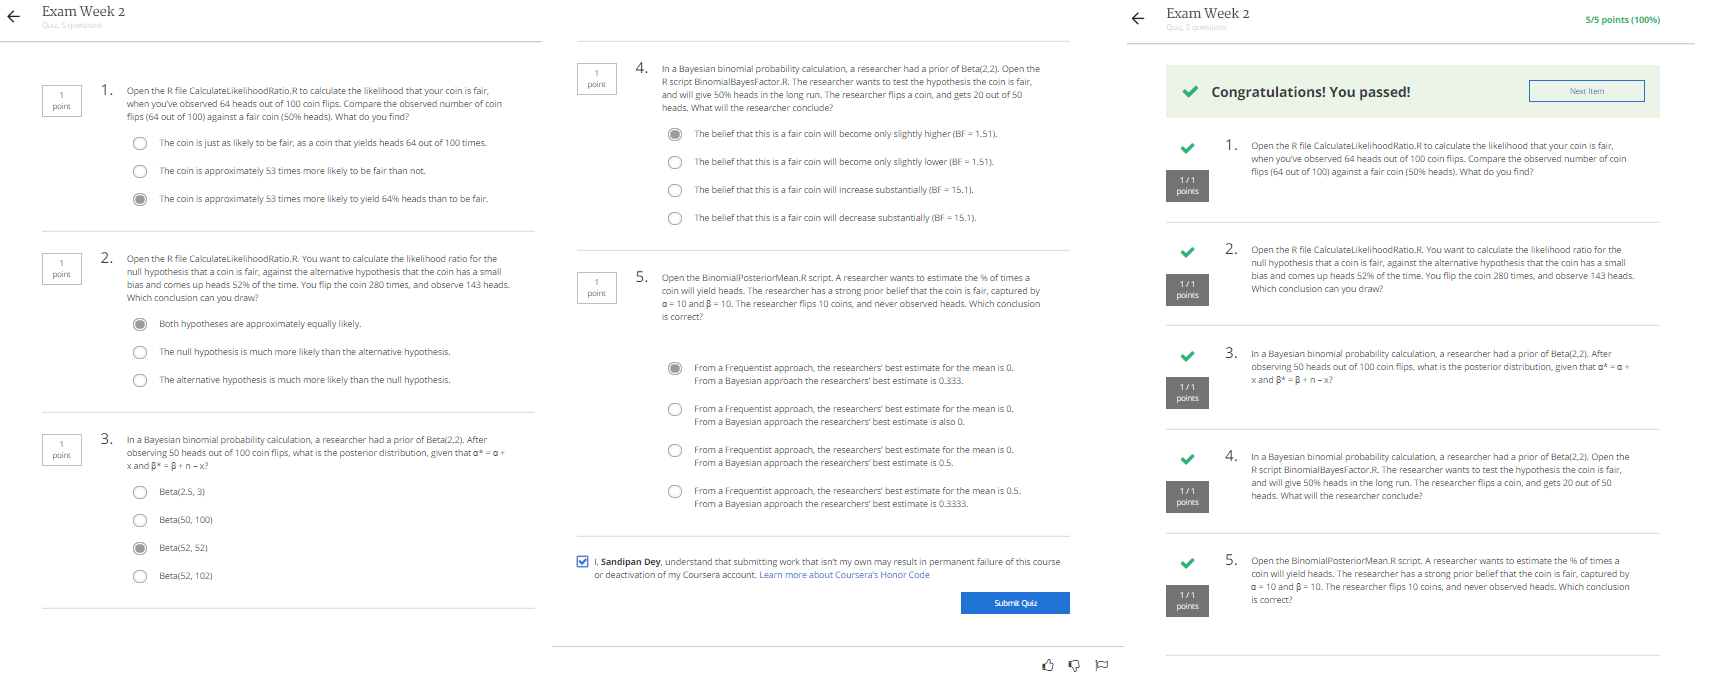 Exam Week 2
Quiz, 5 questions
1
point
1.
Open the R file CalculateLikelihoodRatio.R to calculate the likelihood that your coin is fair,
when you've observed 64 heads out of 100 coin flips. Compare the observed number of coin
flips (64 out of 100) against a fair coin (50% heads). What do you find?
The coin is just as likely to be fair, as a coin that yields heads 64 out of 100 times.
The coin is approximately 53 times more likely to be fair than not.
The coin is approximately 53 times more likely to yield 64% heads than to be fair.
1
point
2.
Open the R file CalculateLikelihoodRatio.R. You want to calculate the likelihood ratio for the
null hypothesis that a coin is fair, against the alternative hypothesis that the coin has a small
bias and comes up heads 52% of the time. You flip the coin 280 times, and observe 143 heads.
Which conclusion can you draw?
Both hypotheses are approximately equally likely.
The null hypothesis is much more likely than the alternative hypothesis.
The alternative hypothesis is much more likely than the null hypothesis.
1
point
3.
In a Bayesian binomial probability calculation, a researcher had a prior of Beta(2,2). After
observing 50 heads out of 100 coin flips, what is the posterior distribution, given that α* = α +
x and β* = β + n – x?
Beta(2.5, 3)
Beta(50, 100)
Beta(52, 52)
Beta(52, 102)
1
point
4.
In a Bayesian binomial probability calculation, a researcher had a prior of Beta(2,2). Open the
R script BinomialBayesFactor.R. The researcher wants to test the hypothesis the coin is fair,
and will give 50% heads in the long run. The researcher flips a coin, and gets 20 out of 50
heads. What will the researcher conclude?
The belief that this is a fair coin will become only slightly higher (BF = 1.51).
The belief that this is a fair coin will become only slightly lower (BF = 1.51).
The belief that this is a fair coin will increase substantially (BF = 15.1).
The belief that this is a fair coin will decrease substantially (BF = 15.1).
1
point
5.
Open the BinomialPosteriorMean.R script. A researcher wants to estimate the % of times a
coin will yield heads. The researcher has a strong prior belief that the coin is fair, captured by
α = 10 and β = 10. The researcher flips 10 coins, and never observed heads. Which conclusion
is correct?
From a Frequentist approach, the researchers' best estimate for the mean is 0.
From a Bayesian approach the researchers' best estimate is 0.333.
From a Frequentist approach, the researchers' best estimate for the mean is 0.
From a Bayesian approach the researchers' best estimate is also 0.
From a Frequentist approach, the researchers' best estimate for the mean is 0.
From a Bayesian approach the researchers' best estimate is 0.5.
From a Frequentist approach, the researchers' best estimate for the mean is 0.5.
From a Bayesian approach the researchers' best estimate is 0.3333.
I, Sandipan Dey, understand that submitting work that isn't my own may result in permanent failure of this course
or deactivation of my Coursera account. Learn more about Coursera's Honor Code
Submit Quiz
Exam Week 2
Quiz, 5 questions
5/5 points (100%)
Congratulations! You passed!
Next Item
1 / 1
points
1.
Open the R file CalculateLikelihoodRatio.R to calculate the likelihood that your coin is fair,
when you've observed 64 heads out of 100 coin flips. Compare the observed number of coin
flips (64 out of 100) against a fair coin (50% heads). What do you find?
1 / 1
points
2.
Open the R file CalculateLikelihoodRatio.R. You want to calculate the likelihood ratio for the
null hypothesis that a coin is fair, against the alternative hypothesis that the coin has a small
bias and comes up heads 52% of the time. You flip the coin 280 times, and observe 143 heads.
Which conclusion can you draw?
1 / 1
points
3.
In a Bayesian binomial probability calculation, a researcher had a prior of Beta(2,2). After
observing 50 heads out of 100 coin flips, what is the posterior distribution, given that α* = α +
x and β* = β + n – x?
1 / 1
points
4.
In a Bayesian binomial probability calculation, a researcher had a prior of Beta(2,2). Open the
R script BinomialBayesFactor.R. The researcher wants to test the hypothesis the coin is fair,
and will give 50% heads in the long run. The researcher flips a coin, and gets 20 out of 50
heads. What will the researcher conclude?
1 / 1
points
5.
Open the BinomialPosteriorMean.R script. A researcher wants to estimate the % of times a
coin will yield heads. The researcher has a strong prior belief that the coin is fair, captured by
α = 10 and β = 10. The researcher flips 10 coins, and never observed heads. Which conclusion
is correct?